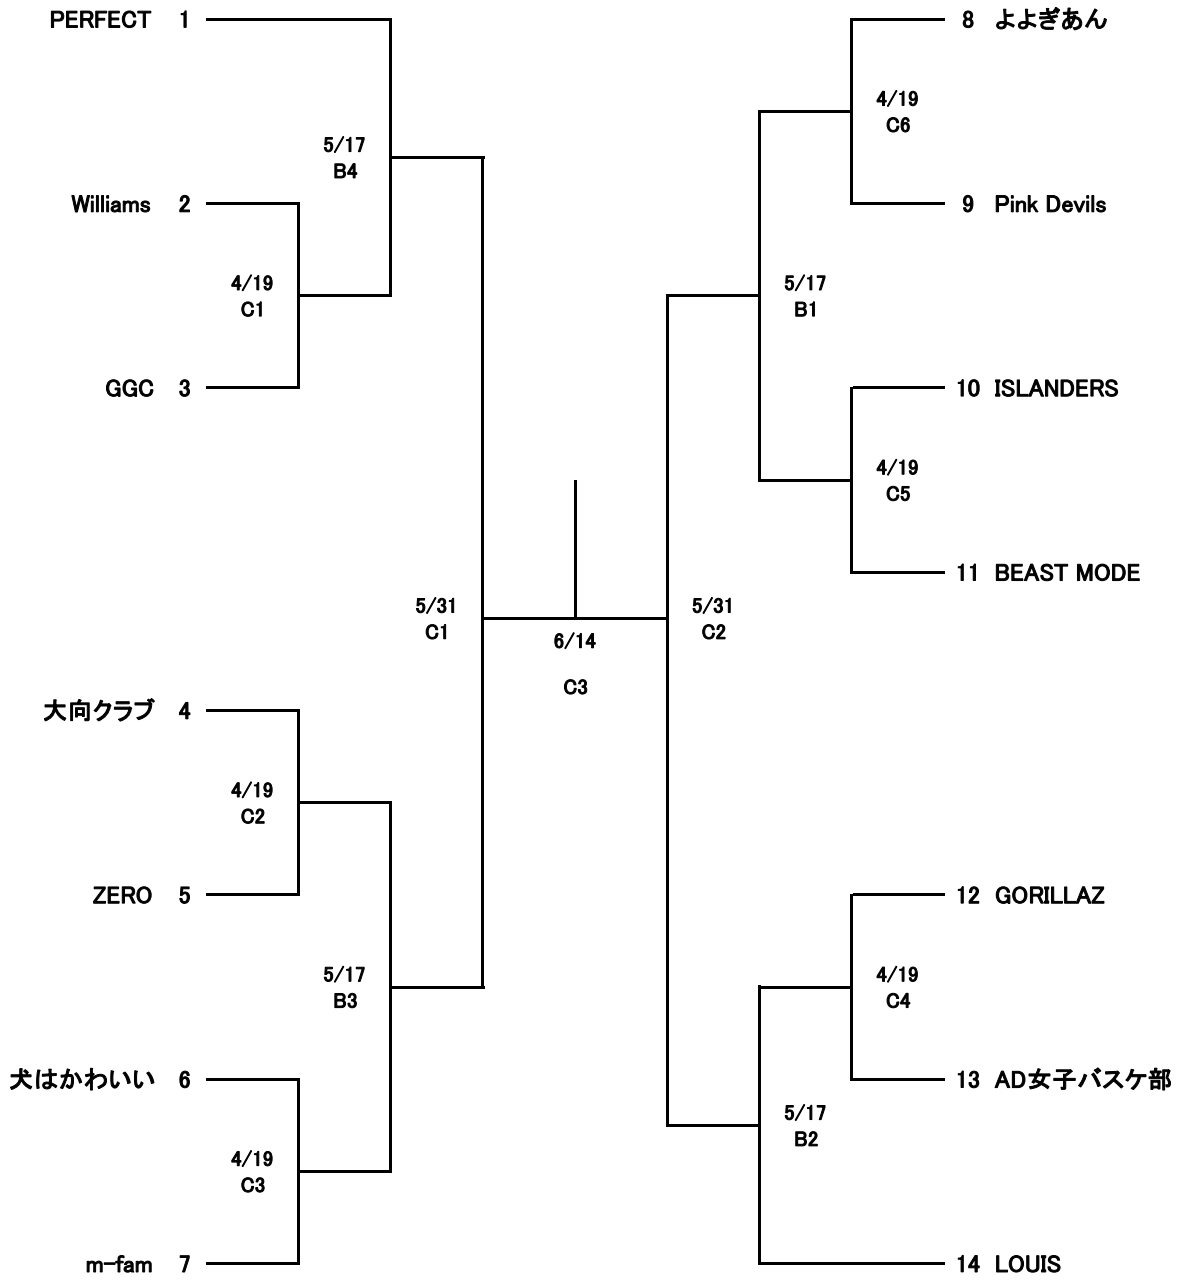 PERFECT 1
5/17
B4
Williams 2
4/19
C1
GGC 3
5/31
C1
大向クラブ 4
4/19
C2
ZERO 5
5/17
B3
犬はかわいい 6
4/19
C3
m-fam 7
6/14
C3
8 よよぎあん
4/19
C6
9 Pink Devils
5/17
B1
10 ISLANDERS
4/19
C5
11 BEAST MODE
5/31
C2
12 GORILLAZ
4/19
C4
13 AD女子バスケ部
5/17
B2
14 LOUIS